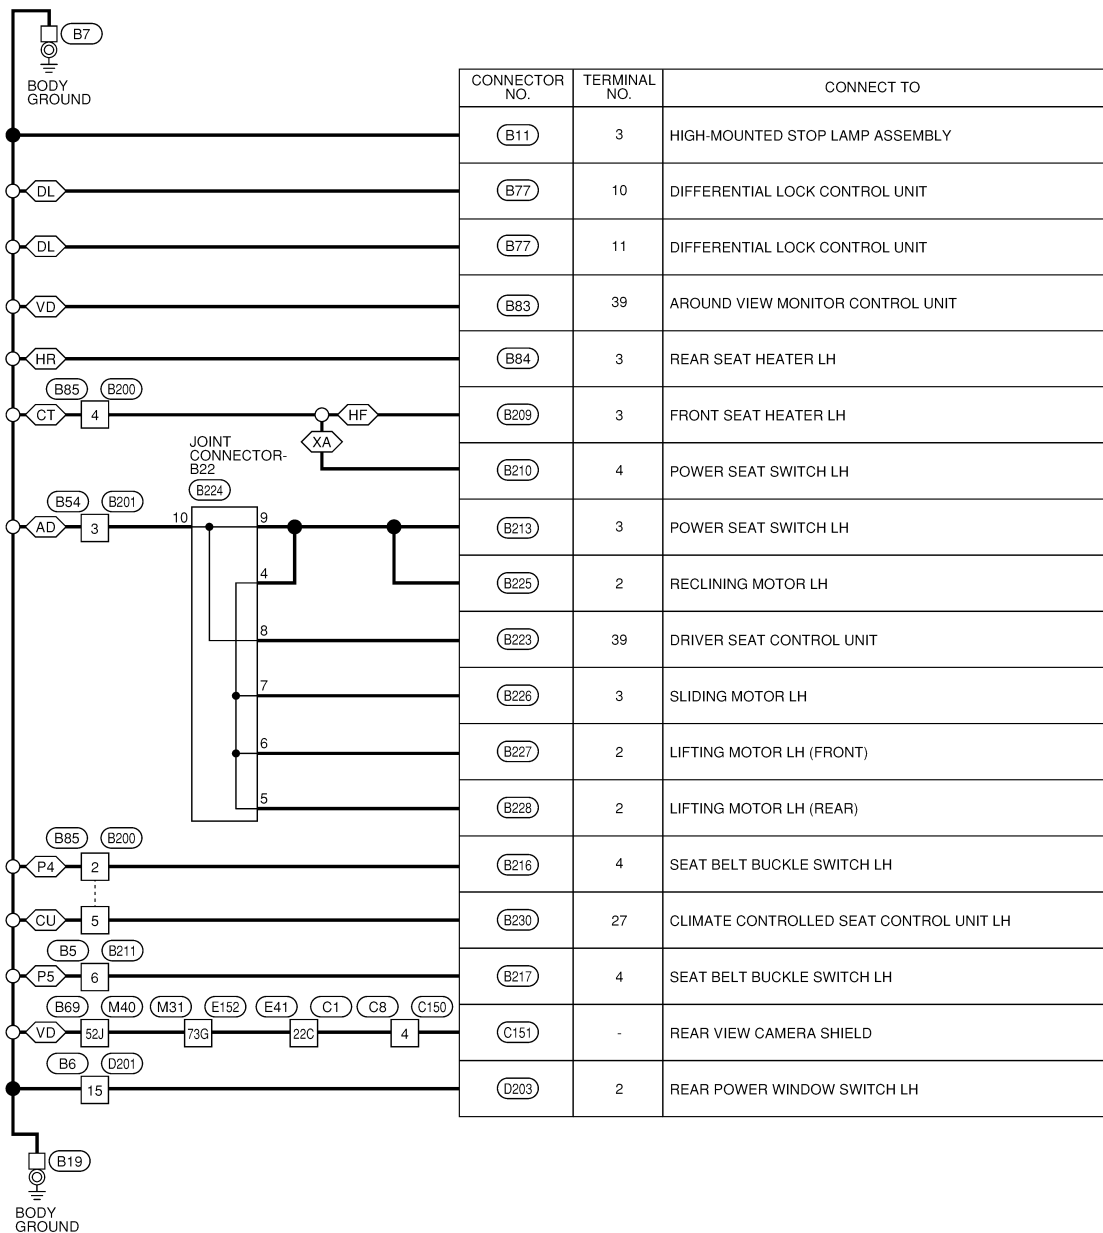 B7
BODY
GROUND
CONNECTOR NO. TERMINAL NO. CONNECT TO
B11 3 HIGH-MOUNTED STOP LAMP ASSEMBLY
DL B77 10 DIFFERENTIAL LOCK CONTROL UNIT
DL B77 11 DIFFERENTIAL LOCK CONTROL UNIT
VD B83 39 AROUND VIEW MONITOR CONTROL UNIT
HR B84 3 REAR SEAT HEATER LH
B85 B200
CT 4 HF B209 3 FRONT SEAT HEATER LH
XA B210 4 POWER SEAT SWITCH LH
JOINT
CONNECTOR-
B22
B224
B54 B201
AD 3 10 9 B213 3 POWER SEAT SWITCH LH
4 B225 2 RECLINING MOTOR LH
8 B223 39 DRIVER SEAT CONTROL UNIT
7 B226 3 SLIDING MOTOR LH
6 B227 2 LIFTING MOTOR LH (FRONT)
5 B228 2 LIFTING MOTOR LH (REAR)
B85 B200
P4 2 B216 4 SEAT BELT BUCKLE SWITCH LH
CU 5 B230 27 CLIMATE CONTROLLED SEAT CONTROL UNIT LH
B5 B211
P5 6 B217 4 SEAT BELT BUCKLE SWITCH LH
B69 M40 M31 E152 E41 C1 C8 C150
VD 52J 73G 22C 4 C151 - REAR VIEW CAMERA SHIELD
B6 D201
15 D203 2 REAR POWER WINDOW SWITCH LH
B19
BODY
GROUND